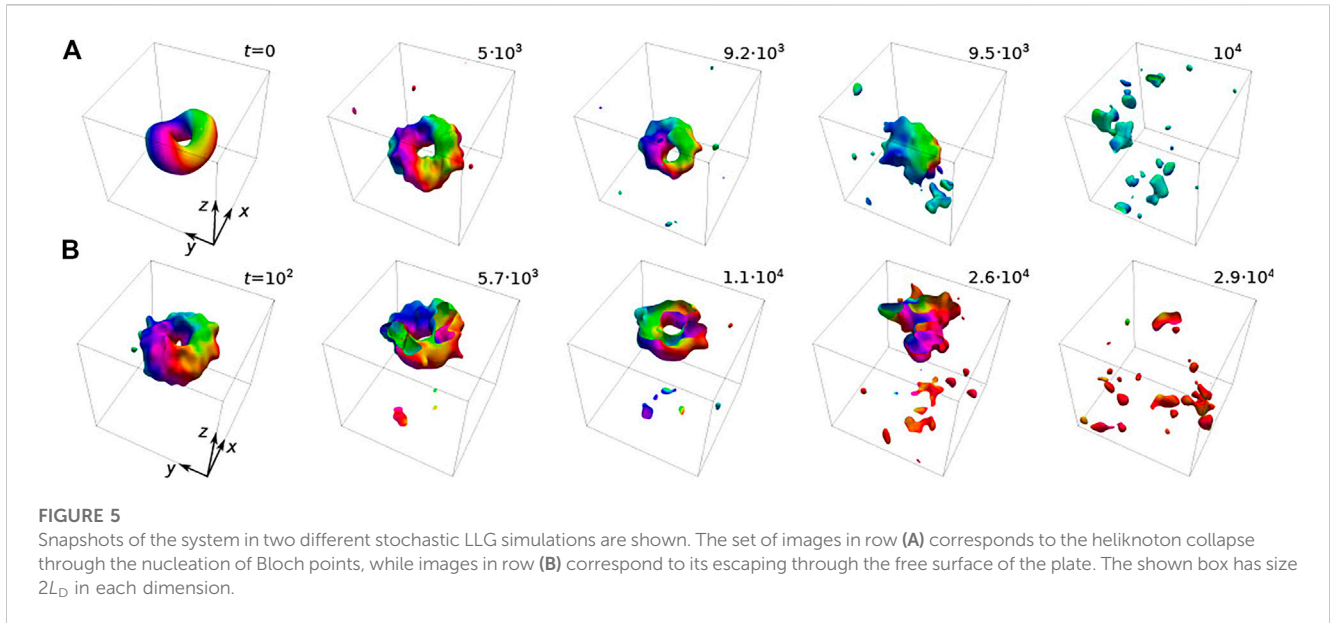 A
t=0
5·10³
9.2·10³
9.5·10³
10⁴
z
x
y
B
t=10²
5.7·10³
1.1·10⁴
2.6·10⁴
2.9·10⁴
z
x
y
FIGURE 5
Snapshots of the system in two different stochastic LLG simulations are shown. The set of images in row (A) corresponds to the heliknoton collapse
through the nucleation of Bloch points, while images in row (B) correspond to its escaping through the free surface of the plate. The shown box has size
2L_D in each dimension.